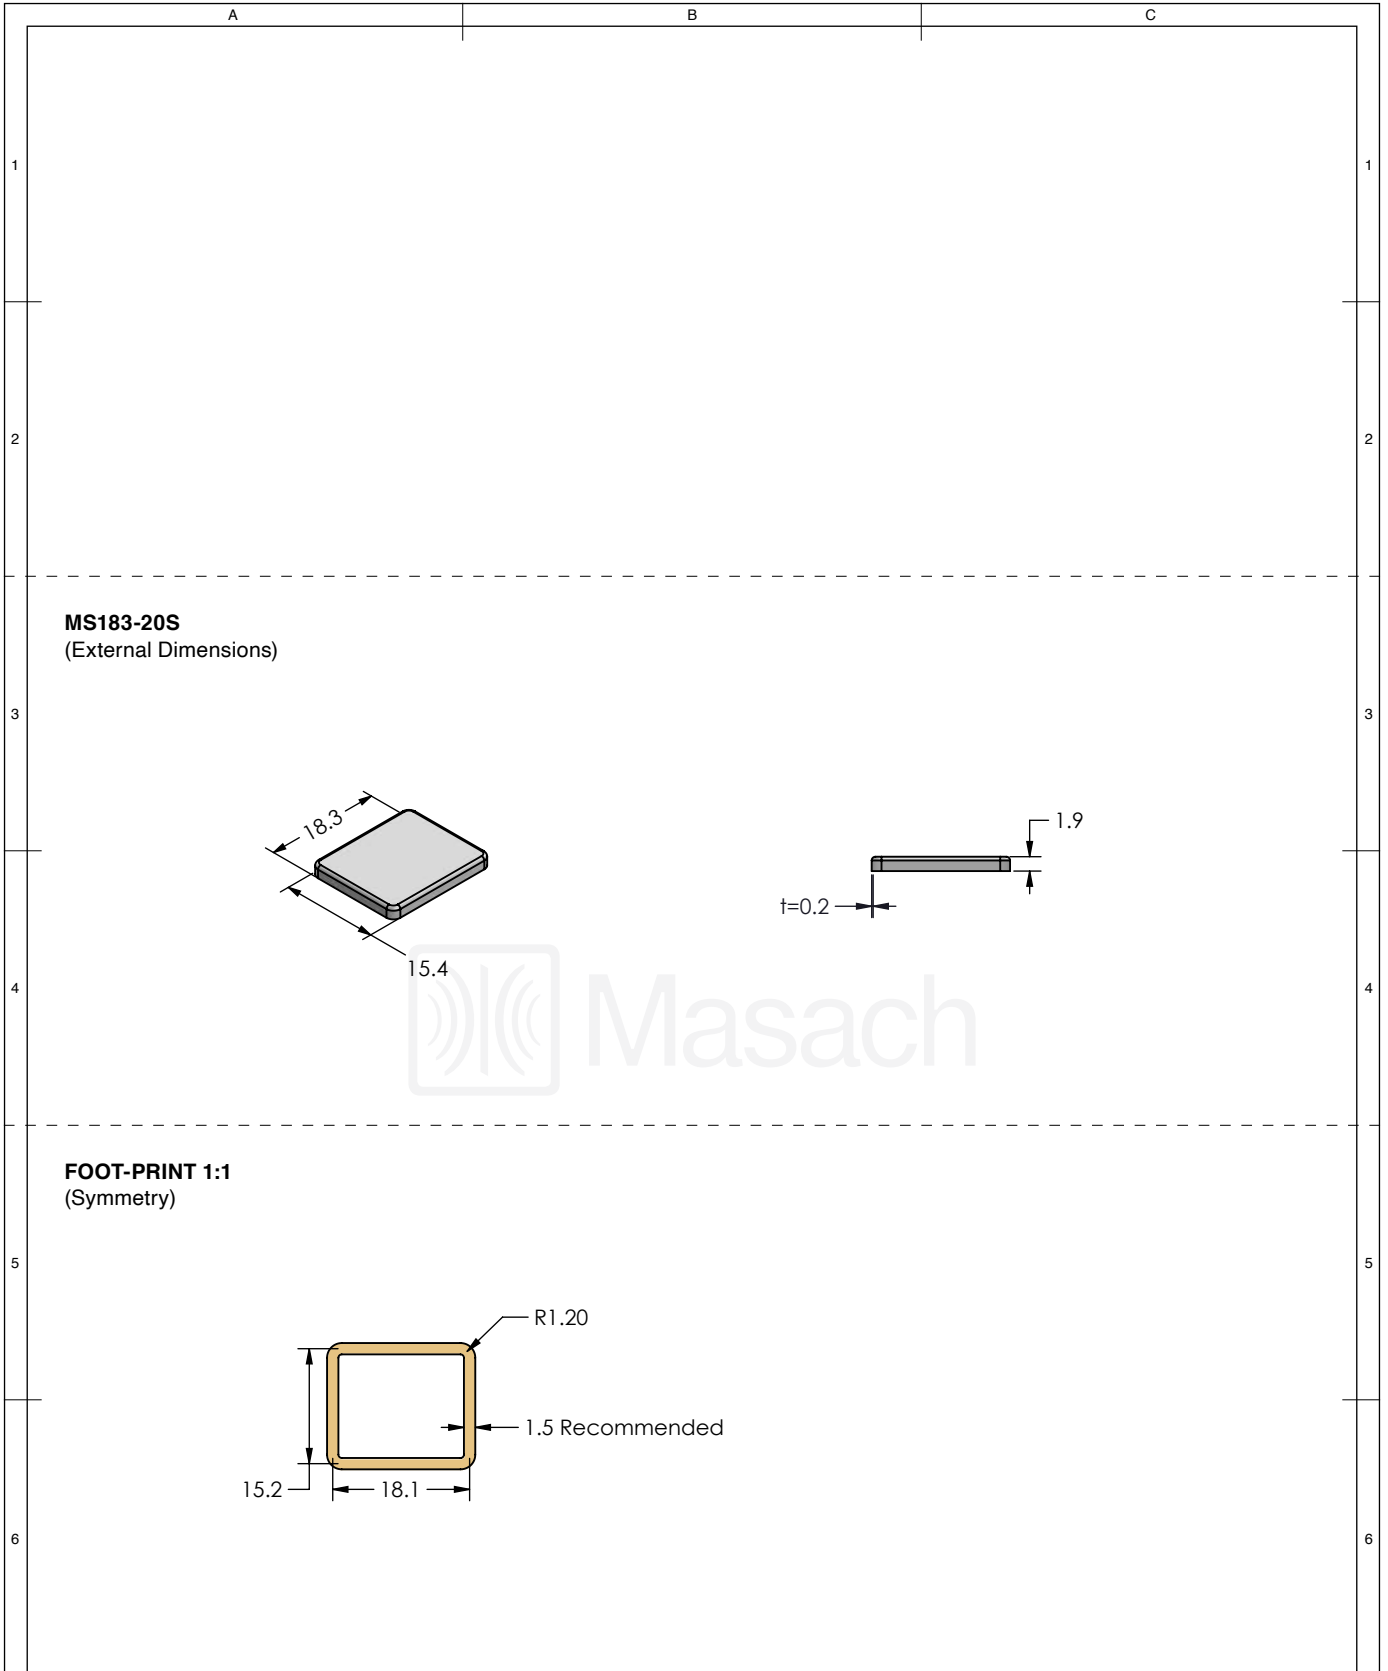 A B C
1 1
2 2
MS183-20S
(External Dimensions)
3 3
18.3
1.9
t=0.2
15.4
Masach
4 4
FOOT-PRINT 1:1
(Symmetry)
5 5
R1.20
1.5 Recommended
15.2 18.1
6 6